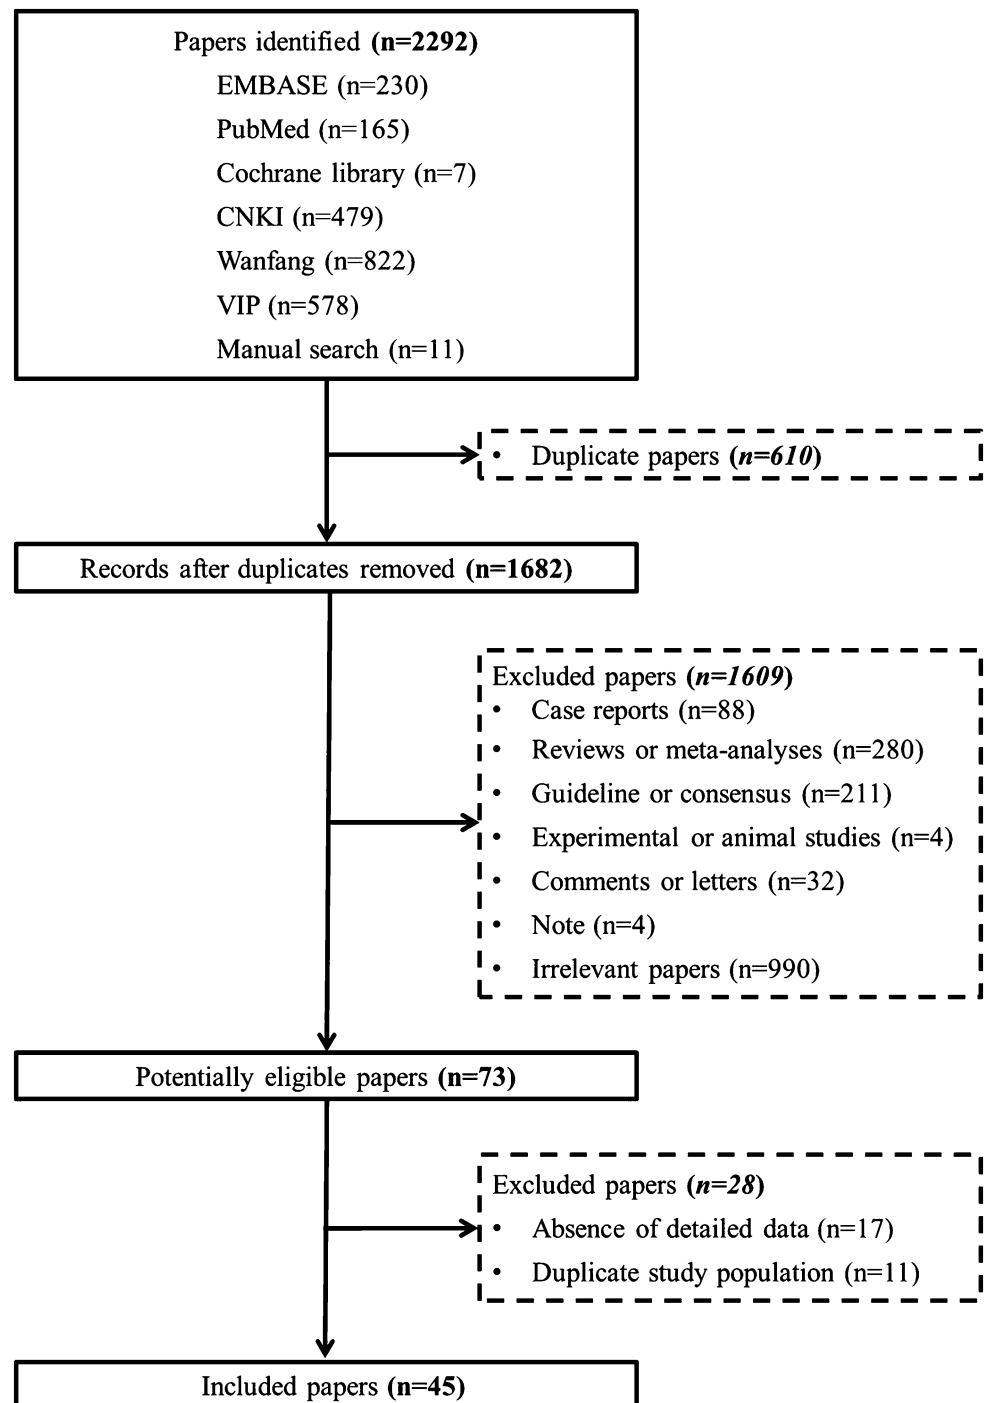 Papers identified (n=2292)
EMBASE (n=230)
PubMed (n=165)
Cochrane library (n=7)
CNKI (n=479)
Wanfang (n=822)
VIP (n=578)
Manual search (n=11)
• Duplicate papers (n=610)
Records after duplicates removed (n=1682)
Excluded papers (n=1609)
• Case reports (n=88)
• Reviews or meta-analyses (n=280)
• Guideline or consensus (n=211)
• Experimental or animal studies (n=4)
• Comments or letters (n=32)
• Note (n=4)
• Irrelevant papers (n=990)
Potentially eligible papers (n=73)
Excluded papers (n=28)
• Absence of detailed data (n=17)
• Duplicate study population (n=11)
Included papers (n=45)